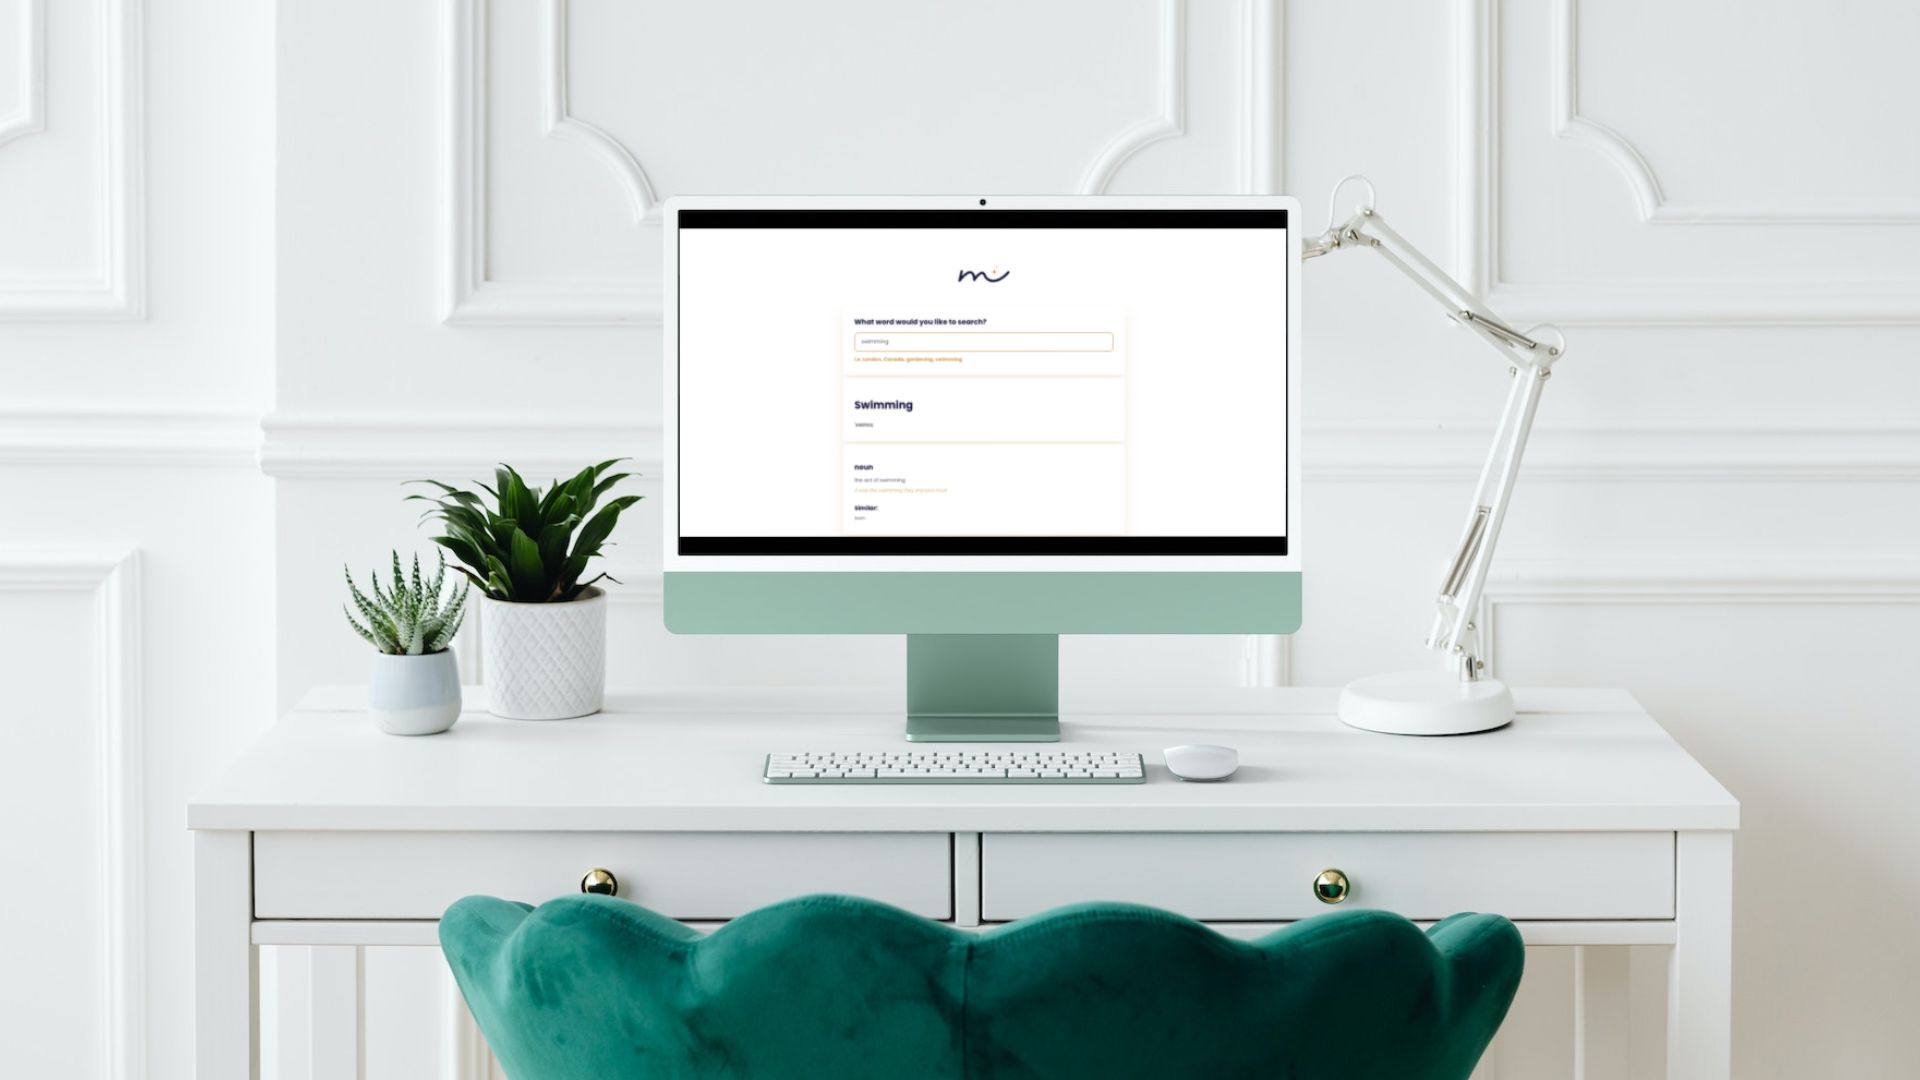 What word would you like to search?
swimming
i.e. London, Canada, gardening, swimming
Swimming
noun
the act of swimming
it was the swimming they enjoyed most
Similar:
swim